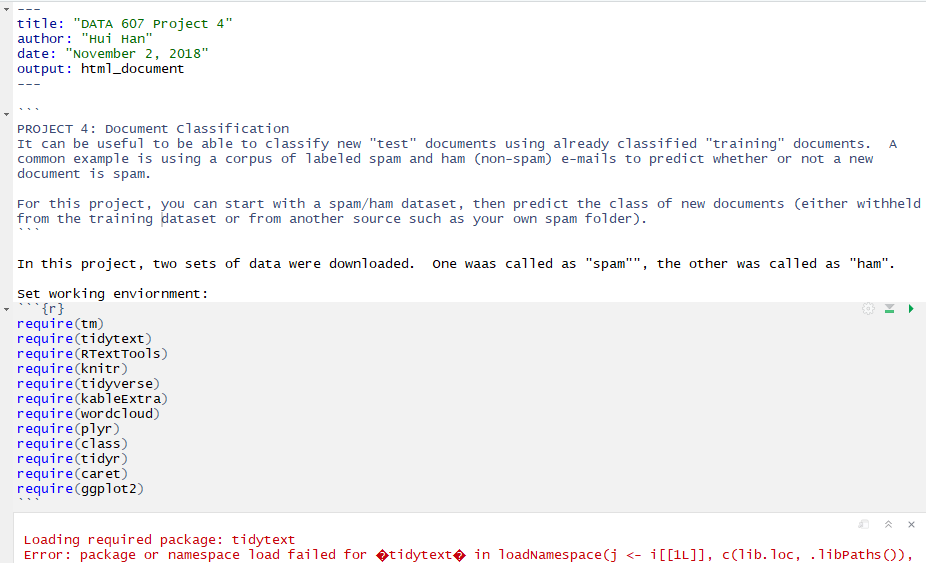 ---
title: "DATA 607 Project 4"
author: "Hui Han"
date: "November 2, 2018"
output: html_document
---
```
PROJECT 4: Document Classification
It can be useful to be able to classify new "test" documents using already classified "training" documents.  A
common example is using a corpus of labeled spam and ham (non-spam) e-mails to predict whether or not a new
document is spam.
For this project, you can start with a spam/ham dataset, then predict the class of new documents (either withheld
from the training dataset or from another source such as your own spam folder).
```
In this project, two sets of data were downloaded.  One waas called as "spam"", the other was called as "ham".
Set working enviornment:
```{r}
require(tm)
require(tidytext)
require(RTextTools)
require(knitr)
require(tidyverse)
require(kableExtra)
require(wordcloud)
require(plyr)
require(class)
require(tidyr)
require(caret)
require(ggplot2)
```
Loading required package: tidytext
Error: package or namespace load failed for �tidytext� in loadNamespace(j <- i[[1L]], c(lib.loc, .libPaths()),